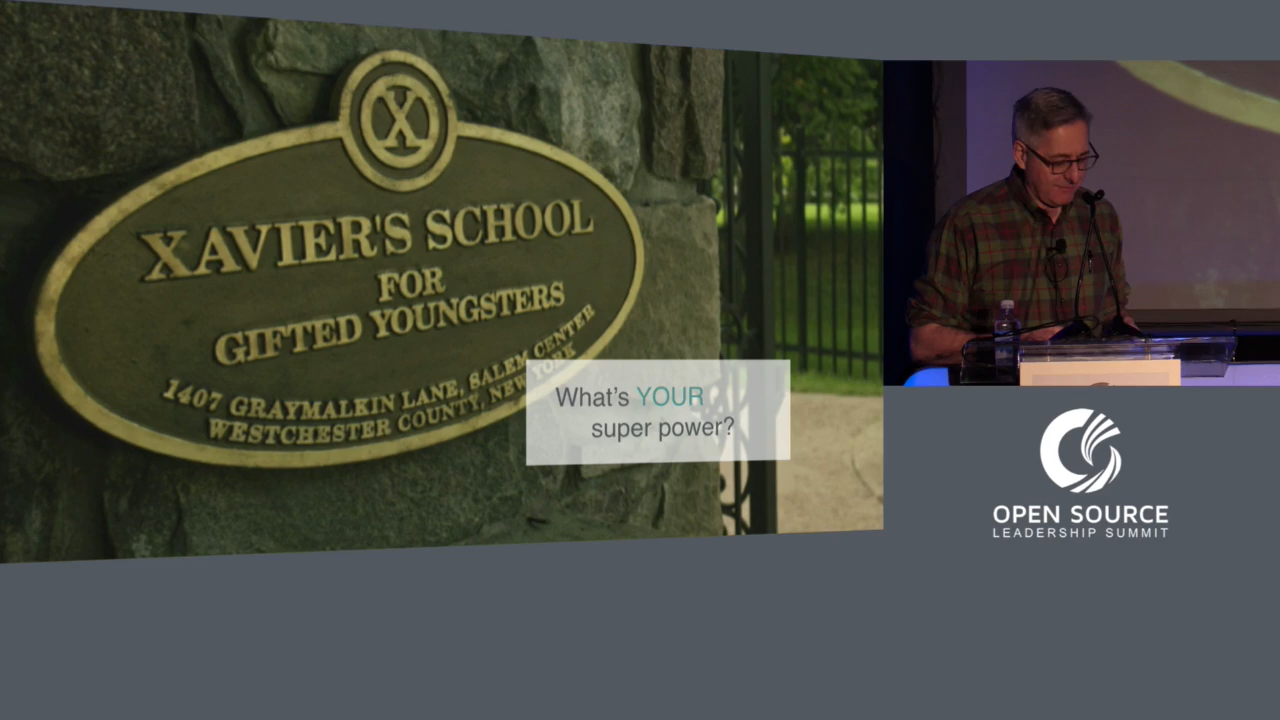 X
XAVIER'S SCHOOL
FOR
GIFTED YOUNGSTERS
1407 GRAYMALKIN LANE, SALEM CENTER
WESTCHESTER COUNTY, NEW YORK
What's YOUR
super power?
OPEN SOURCE
LEADERSHIP SUMMIT